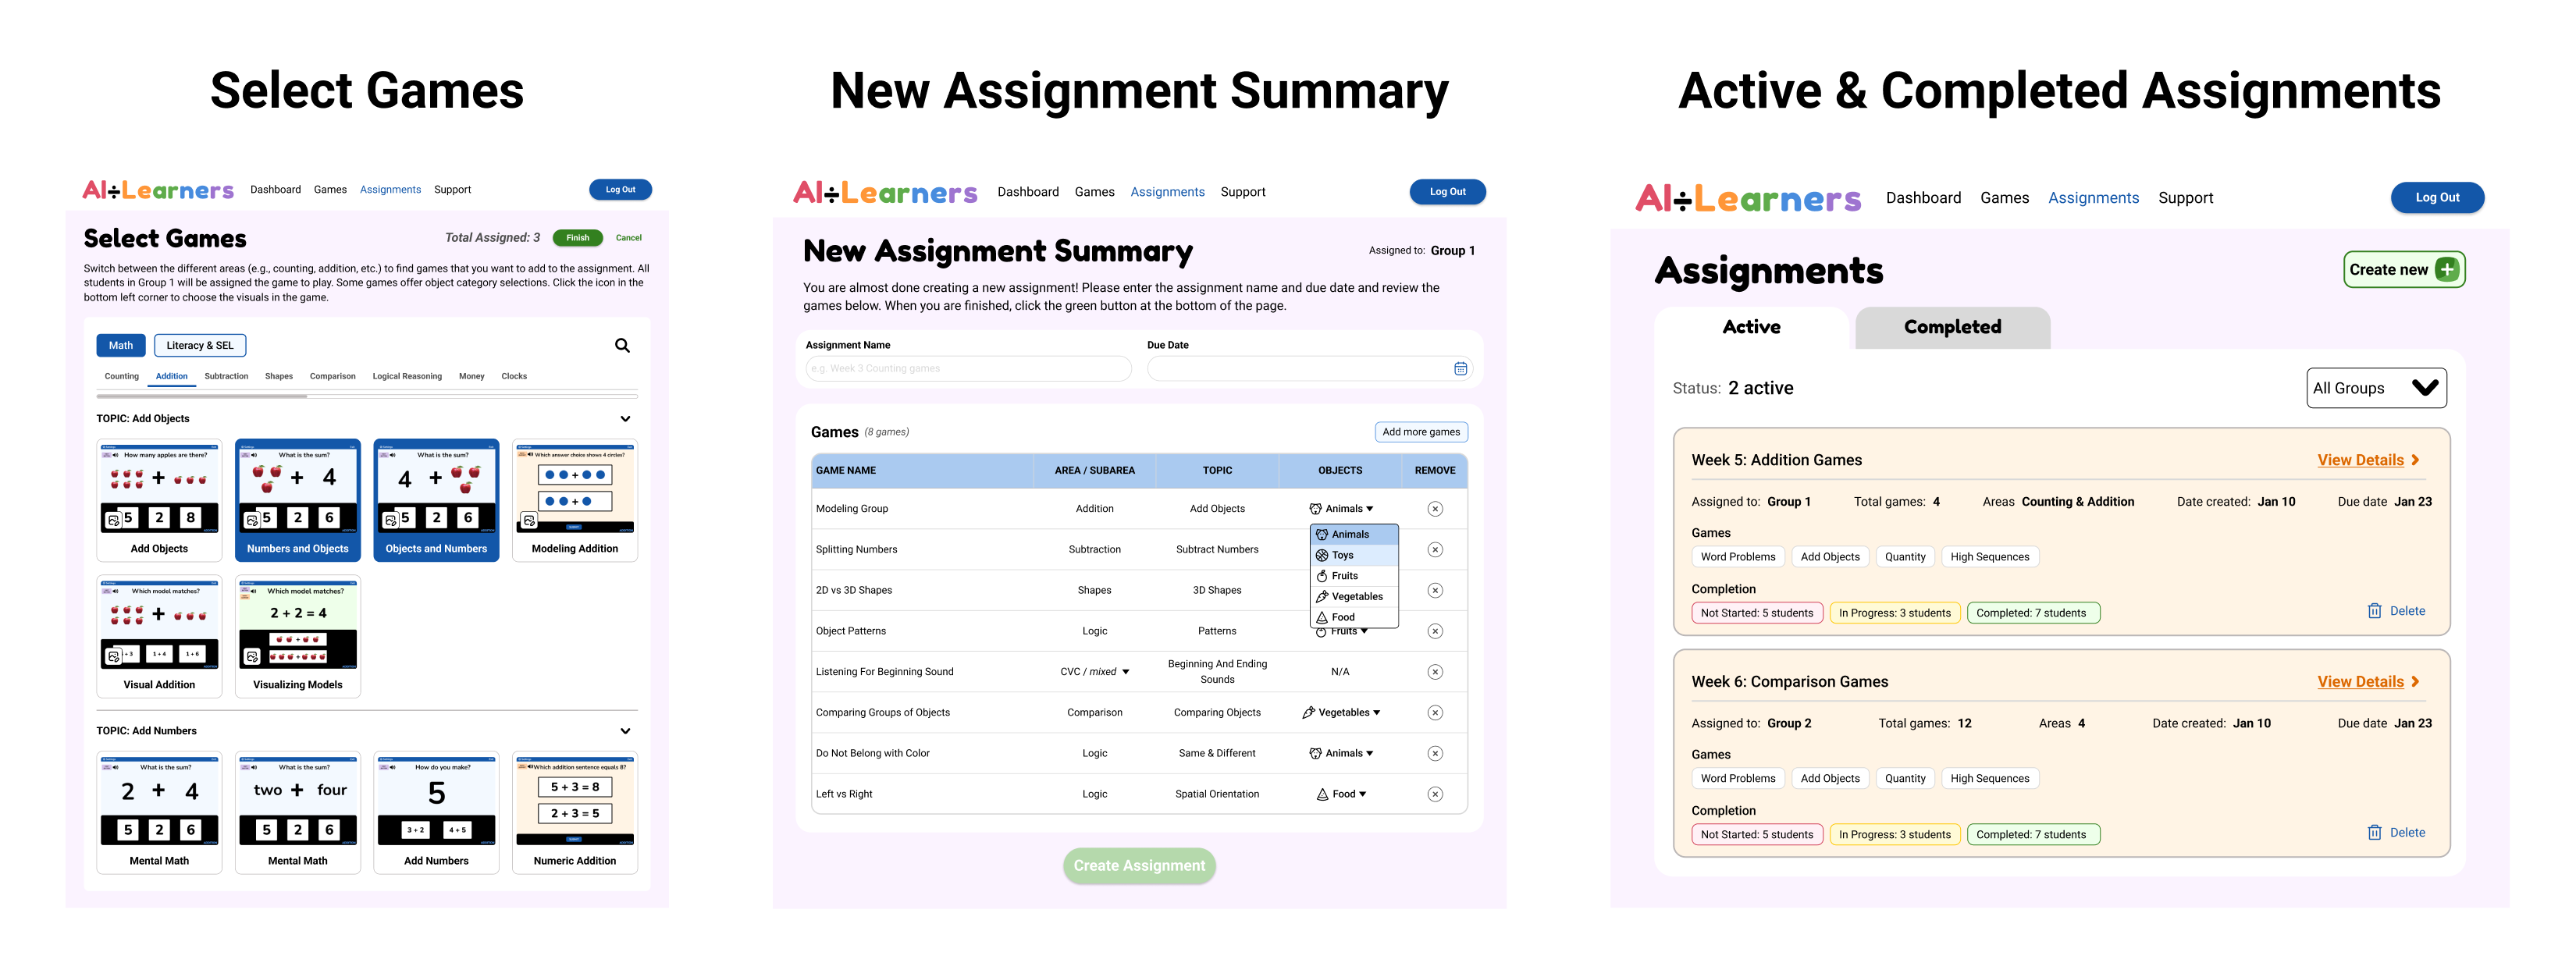 Select Games
New Assignment Summary
Active & Completed Assignments
AI÷Learners Dashboard Games Assignments Support Log Out
Select Games Total Assigned: 3 Finish Cancel
Switch between the different areas (e.g., counting, addition, etc.) to find games that you want to add to the assignment. All
students in Group 1 will be assigned the game to play. Some games offer object category selections. Click the icon in the
bottom left corner to choose the visuals in the game.
Math Literacy & SEL
Counting Addition Subtraction Shapes Comparison Logical Reasoning Money Clocks
TOPIC: Add Objects
How many apples are there?
+
5 2 8
Add Objects
What is the sum?
+ 4
5 2 6
Numbers and Objects
What is the sum?
4 +
5 2 6
Objects and Numbers
Which answer choice shows 4 circles?
+
+
Modeling Addition
Which model matches?
+
+ 3 1 + 4 1 + 6
Visual Addition
Which model matches?
2 + 2 = 4
+
+
Visualizing Models
TOPIC: Add Numbers
What is the sum?
2 + 4
5 2 6
Mental Math
What is the sum?
two + four
5 2 6
Mental Math
How do you make?
5
3 + 2 4 + 5
Add Numbers
Which addition sentence equals 8?
5 + 3 = 8
2 + 3 = 5
Numeric Addition
AI÷Learners Dashboard Games Assignments Support Log Out
New Assignment Summary Assigned to: Group 1
You are almost done creating a new assignment! Please enter the assignment name and due date and review the
games below. When you are finished, click the green button at the bottom of the page.
Assignment Name Due Date
e.g. Week 3 Counting games
Games (8 games) Add more games
GAME NAME AREA / SUBAREA TOPIC OBJECTS REMOVE
Modeling Group Addition Add Objects Animals
Animals
Toys
Fruits
Vegetables
Food
Splitting Numbers Subtraction Subtract Numbers
2D vs 3D Shapes Shapes 3D Shapes
Object Patterns Logic Patterns Fruits
Listening For Beginning Sound CVC / mixed Beginning And Ending
Sounds N/A
Comparing Groups of Objects Comparison Comparing Objects Vegetables
Do Not Belong with Color Logic Same & Different Animals
Left vs Right Logic Spatial Orientation Food
Create Assignment
AI÷Learners Dashboard Games Assignments Support Log Out
Assignments Create new +
Active Completed
Status: 2 active All Groups
Week 5: Addition Games View Details
Assigned to: Group 1 Total games: 4 Areas Counting & Addition Date created: Jan 10 Due date Jan 23
Games
Word Problems Add Objects Quantity High Sequences
Completion
Not Started: 5 students In Progress: 3 students Completed: 7 students Delete
Week 6: Comparison Games View Details
Assigned to: Group 2 Total games: 12 Areas 4 Date created: Jan 10 Due date Jan 23
Games
Word Problems Add Objects Quantity High Sequences
Completion
Not Started: 5 students In Progress: 3 students Completed: 7 students Delete